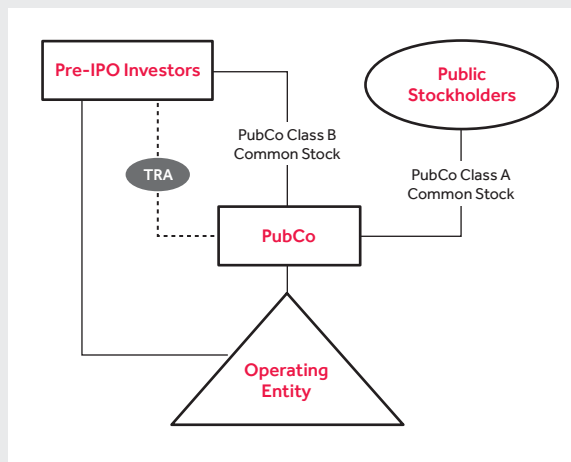 Pre-IPO Investors
Public
Stockholders
PubCo Class B
Common Stock
TRA
PubCo Class A
Common Stock
PubCo
Operating
Entity